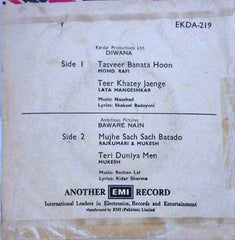 EKDA-219
Kardar Productions Ltd.
DIWANA
Side 1 Tasveer Banata Hoon
MOHD. RAFI
Teer Khatey Jaenge
LATA MANGESHKAR
Music: Naushad
Lyrics: Shakeel Badayuni
Ambitious Pictures
BAWARE NAIN
Side 2 Mujhe Sach Sach Batado
RAJKUMARI & MUKESH
Teri Duniya Men
MUKESH
Music: Roshan Lal
Lyrics: Kidar Sharma
ANOTHER EMI RECORD
International Leaders in Electronics, Records and Entertainment
Manufactured by EMI (Pakistan) Limited